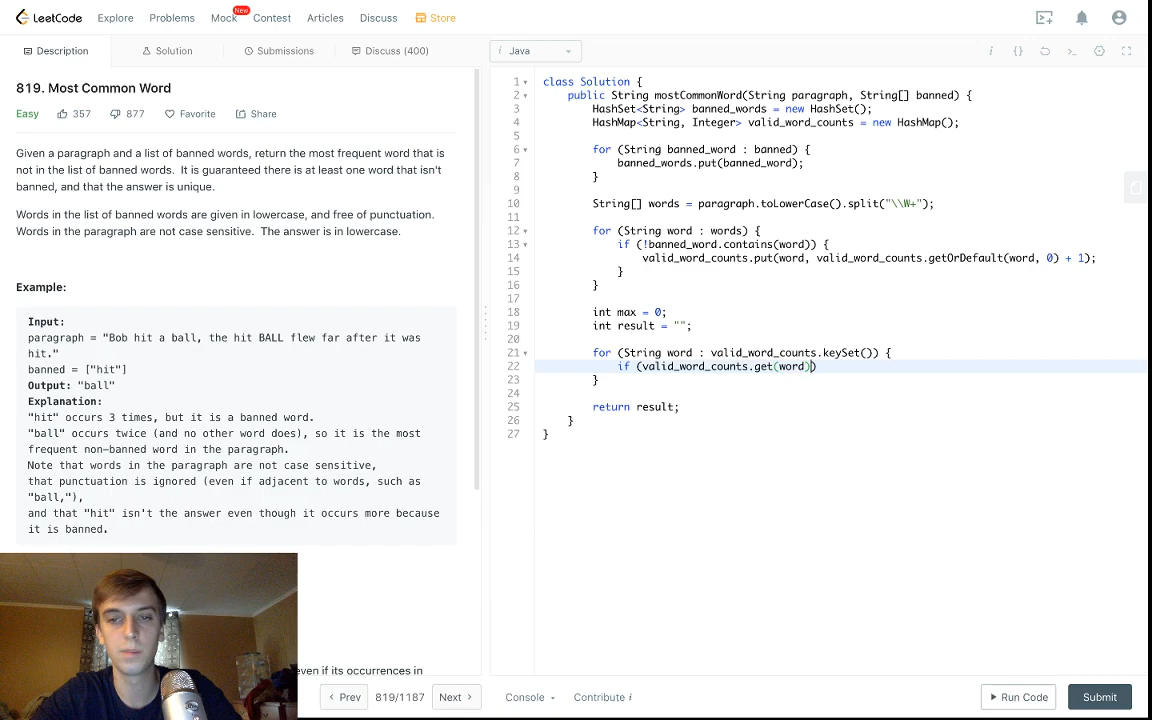 LeetCode Explore Problems Mock New Contest Articles Discuss Store
Description Solution Submissions Discuss (400)
819. Most Common Word
Easy 357 877 Favorite Share
Given a paragraph and a list of banned words, return the most frequent word that is
not in the list of banned words.  It is guaranteed there is at least one word that isn't
banned, and that the answer is unique.
Words in the list of banned words are given in lowercase, and free of punctuation.
Words in the paragraph are not case sensitive.  The answer is in lowercase.
Example:
Input:
paragraph = "Bob hit a ball, the hit BALL flew far after it was
hit."
banned = ["hit"]
Output: "ball"
Explanation:
"hit" occurs 3 times, but it is a banned word.
"ball" occurs twice (and no other word does), so it is the most
frequent non-banned word in the paragraph.
Note that words in the paragraph are not case sensitive,
that punctuation is ignored (even if adjacent to words, such as
"ball,"),
and that "hit" isn't the answer even though it occurs more because
it is banned.
even if its occurrences in
Prev 819/1187 Next
i Java
i {}
1 class Solution {
2 public String mostCommonWord(String paragraph, String[] banned) {
3 HashSet<String> banned_words = new HashSet();
4 HashMap<String, Integer> valid_word_counts = new HashMap();
5
6 for (String banned_word : banned) {
7 banned_words.put(banned_word);
8 }
9
10 String[] words = paragraph.toLowerCase().split("\\W+");
11
12 for (String word : words) {
13 if (!banned_word.contains(word)) {
14 valid_word_counts.put(word, valid_word_counts.getOrDefault(word, 0) + 1);
15 }
16 }
17
18 int max = 0;
19 int result = "";
20
21 for (String word : valid_word_counts.keySet()) {
22 if (valid_word_counts.get(word))
23 }
24
25 return result;
26 }
27 }
Console Contribute i Run Code Submit